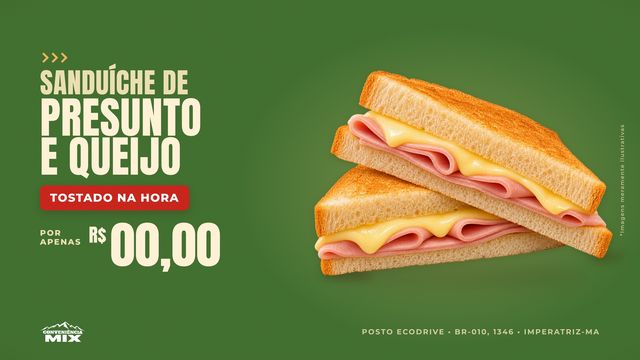 >>>
SANDUÍCHE DE
PRESUNTO
E QUEIJO
TOSTADO NA HORA
POR
APENAS
R$ 00,00
*Imagens meramente ilustrativas
CONVENIÊNCIA
MIX
POSTO ECODRIVE • BR-010, 1346 • IMPERATRIZ-MA